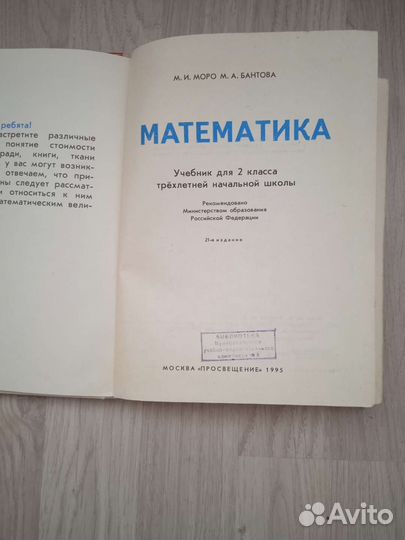 ребята!
встретите различные
понятие стоимости
ради, книги, ткани
у вас могут возник-
отвечаем, что при-
ны следует рассмат-
и относиться к ним
атематическим вели-
М. И. МОРО М. А. БАНТОВА
МАТЕМАТИКА
Учебник для 2 класса
трёхлетней начальной школы
Рекомендовано
Министерством образования
Российской Федерации
21-е издание
БИБЛИОТЕКА
МОСКВА «ПРОСВЕЩЕНИЕ» 1995
Avito